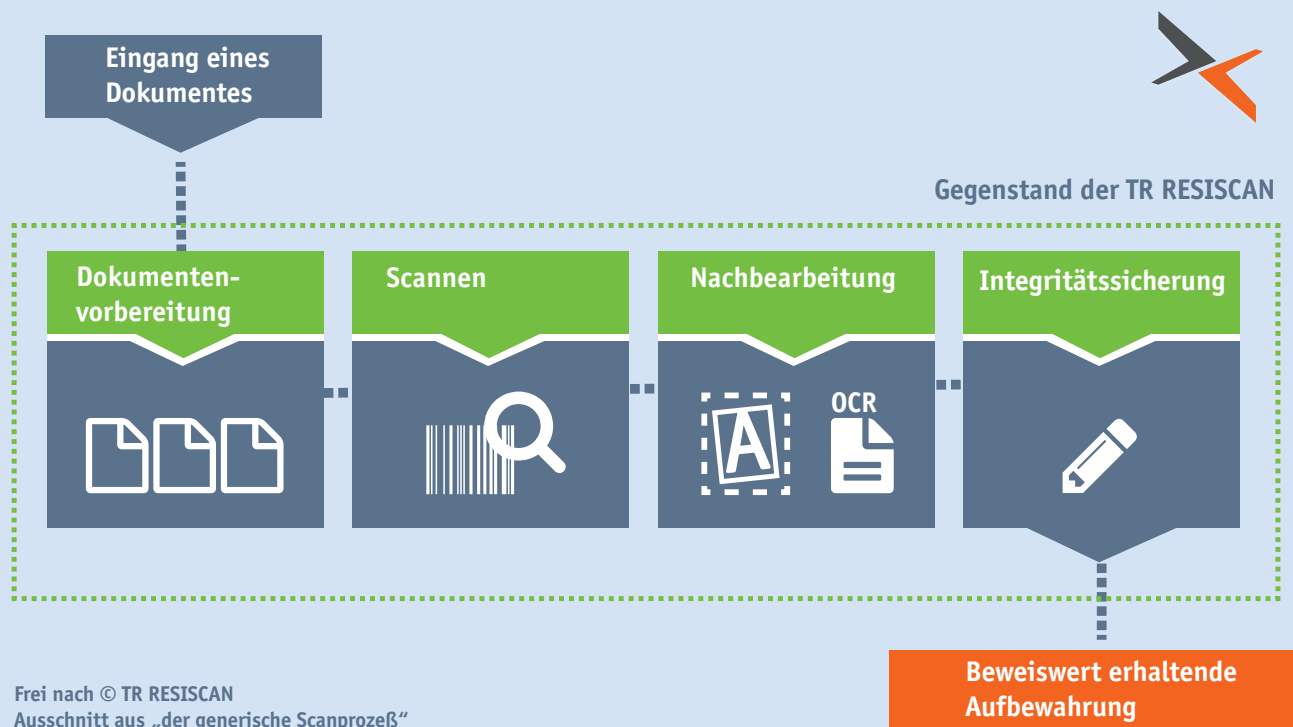 Eingang eines
Dokumentes
Gegenstand der TR RESISCAN
Dokumenten-
vorbereitung
Scannen
Nachbearbeitung
Integritätssicherung
A
OCR
Beweiswert erhaltende
Aufbewahrung
Frei nach © TR RESISCAN
Ausschnitt aus „der generische Scanprozeß“